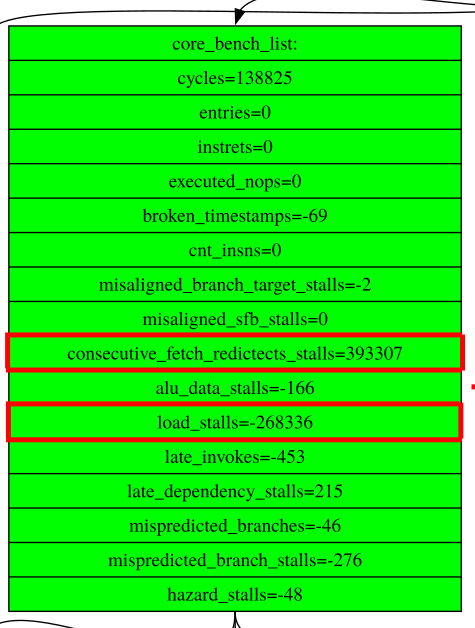 core_bench_list:
cycles=138825
entries=0
instrets=0
executed_nops=0
broken_timestamps=-69
cnt_insns=0
misaligned_branch_target_stalls=-2
misaligned_sfb_stalls=0
consecutive_fetch_redictects_stalls=393307
alu_data_stalls=-166
load_stalls=-268336
late_invokes=-453
late_dependency_stalls=215
mispredicted_branches=-46
mispredicted_branch_stalls=-276
hazard_stalls=-48